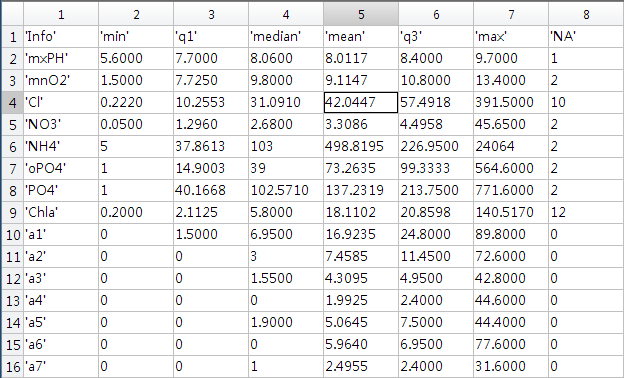 1 2 3 4 5 6 7 8
1 'Info' 'min' 'q1' 'median' 'mean' 'q3' 'max' 'NA'
2 'mxPH' 5.6000 7.7000 8.0600 8.0117 8.4000 9.7000 1
3 'mnO2' 1.5000 7.7250 9.8000 9.1147 10.8000 13.4000 2
4 'Cl' 0.2220 10.2553 31.0910 42.0447 57.4918 391.5000 10
5 'NO3' 0.0500 1.2960 2.6800 3.3086 4.4958 45.6500 2
6 'NH4' 5 37.8613 103 498.8195 226.9500 24064 2
7 'oPO4' 1 14.9003 39 73.2635 99.3333 564.6000 2
8 'PO4' 1 40.1668 102.5710 137.2319 213.7500 771.6000 2
9 'Chla' 0.2000 2.1125 5.8000 18.1102 20.8598 140.5170 12
10 'a1' 0 1.5000 6.9500 16.9235 24.8000 89.8000 0
11 'a2' 0 0 3 7.4585 11.4500 72.6000 0
12 'a3' 0 0 1.5500 4.3095 4.9500 42.8000 0
13 'a4' 0 0 0 1.9925 2.4000 44.6000 0
14 'a5' 0 0 1.9000 5.0645 7.5000 44.4000 0
15 'a6' 0 0 0 5.9640 6.9500 77.6000 0
16 'a7' 0 0 1 2.4955 2.4000 31.6000 0